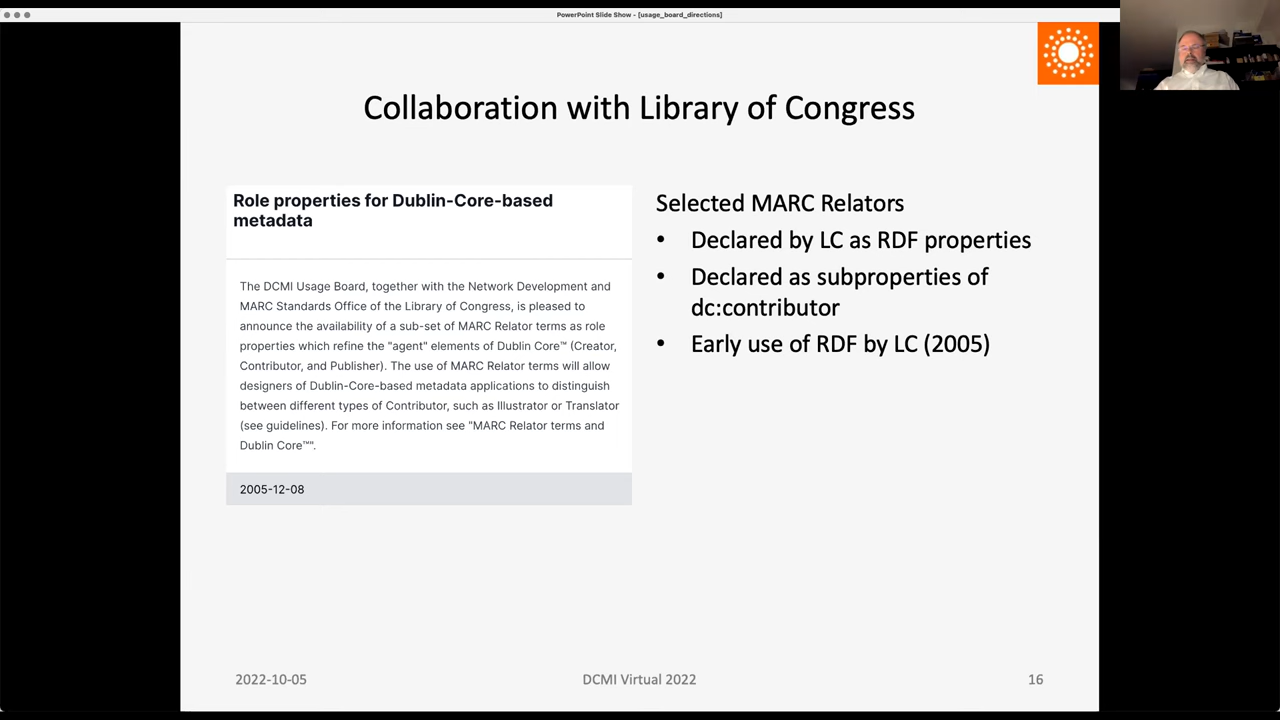 PowerPoint Slide Show - [usage_board_directions]
Collaboration with Library of Congress
Role properties for Dublin-Core-based
metadata
The DCMI Usage Board, together with the Network Development and
MARC Standards Office of the Library of Congress, is pleased to
announce the availability of a sub-set of MARC Relator terms as role
properties which refine the "agent" elements of Dublin Core™ (Creator,
Contributor, and Publisher). The use of MARC Relator terms will allow
designers of Dublin-Core-based metadata applications to distinguish
between different types of Contributor, such as Illustrator or Translator
(see guidelines). For more information see "MARC Relator terms and
Dublin Core™".
2005-12-08
Selected MARC Relators
• Declared by LC as RDF properties
• Declared as subproperties of
dc:contributor
• Early use of RDF by LC (2005)
2022-10-05
DCMI Virtual 2022
16